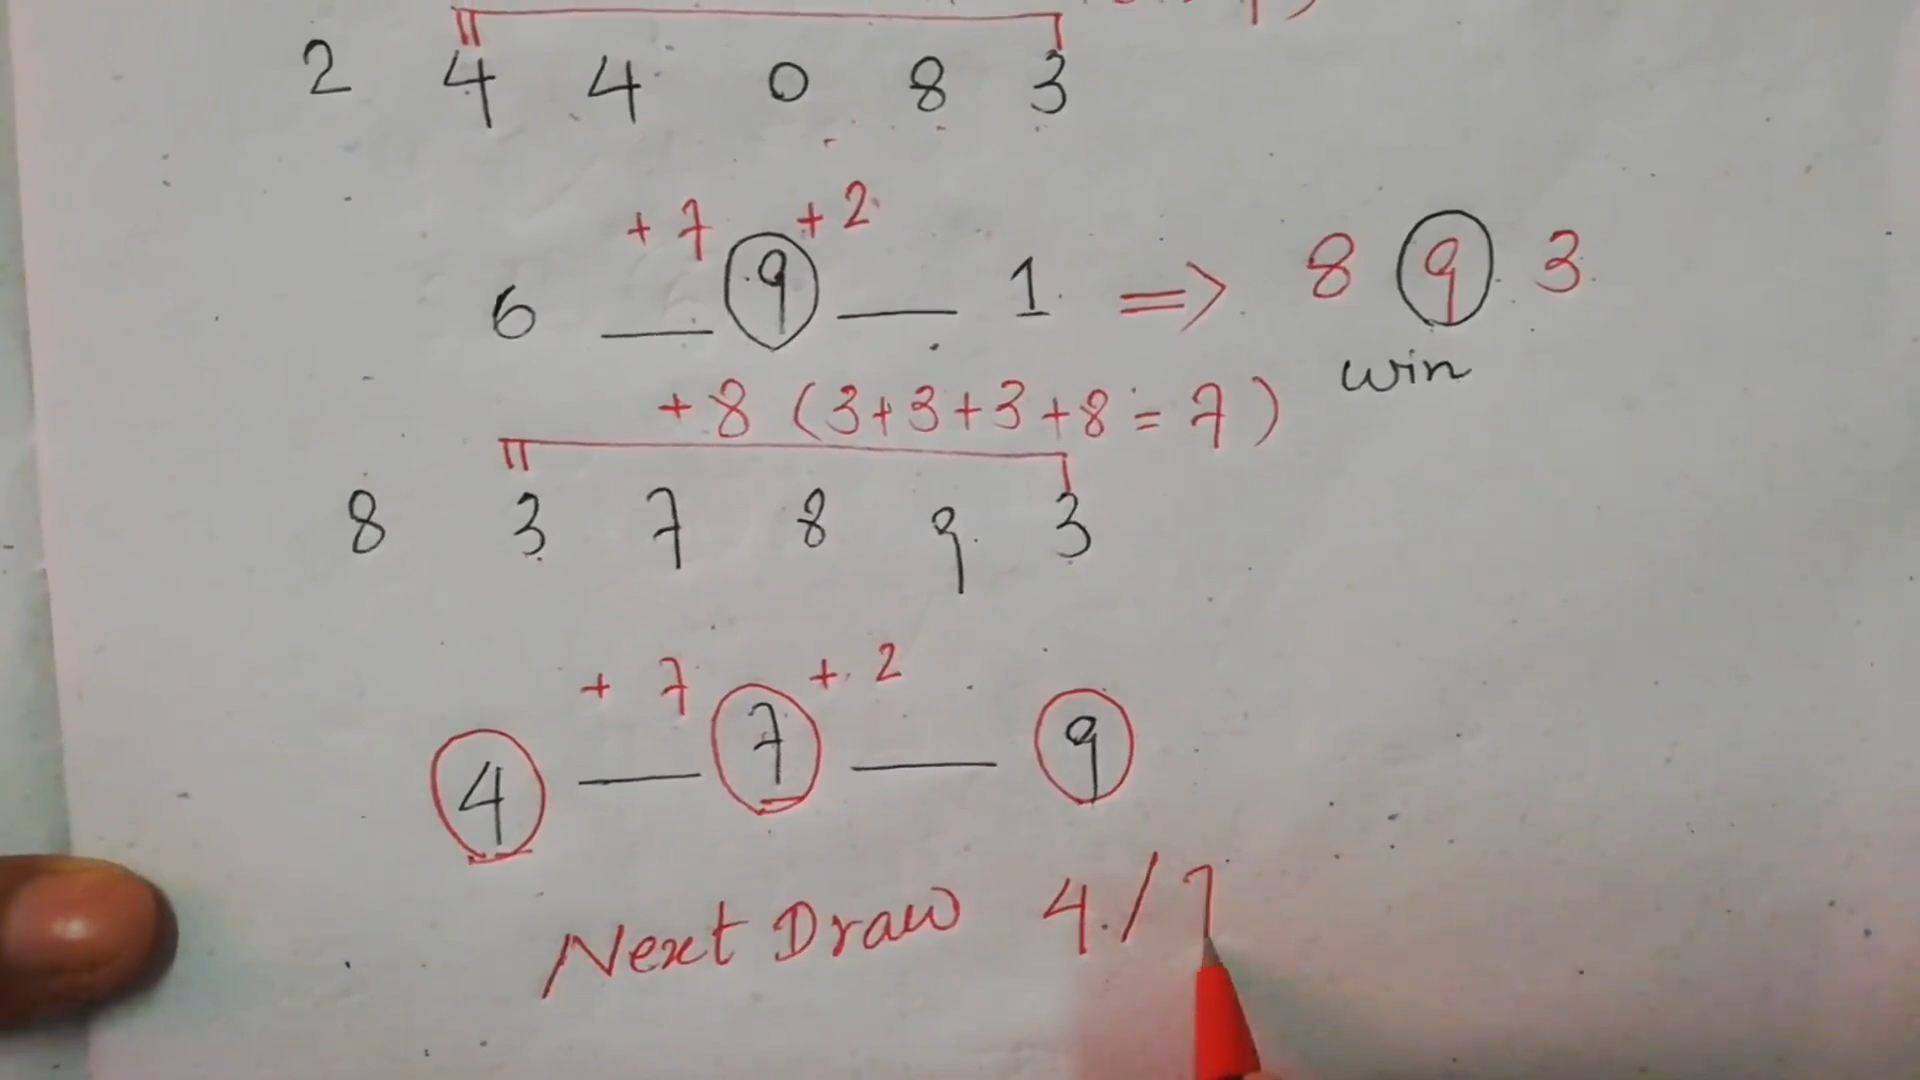 2 4 4 0 8 3
+ 7 + 2
6 __ 9 __ 1 => 8 9 3
win
+ 8 (3+3+3+8 = 7)
8 3 7 8 9 3
+ 7 + 2
4 __ 7 __ 9
Next Draw 4 / 7